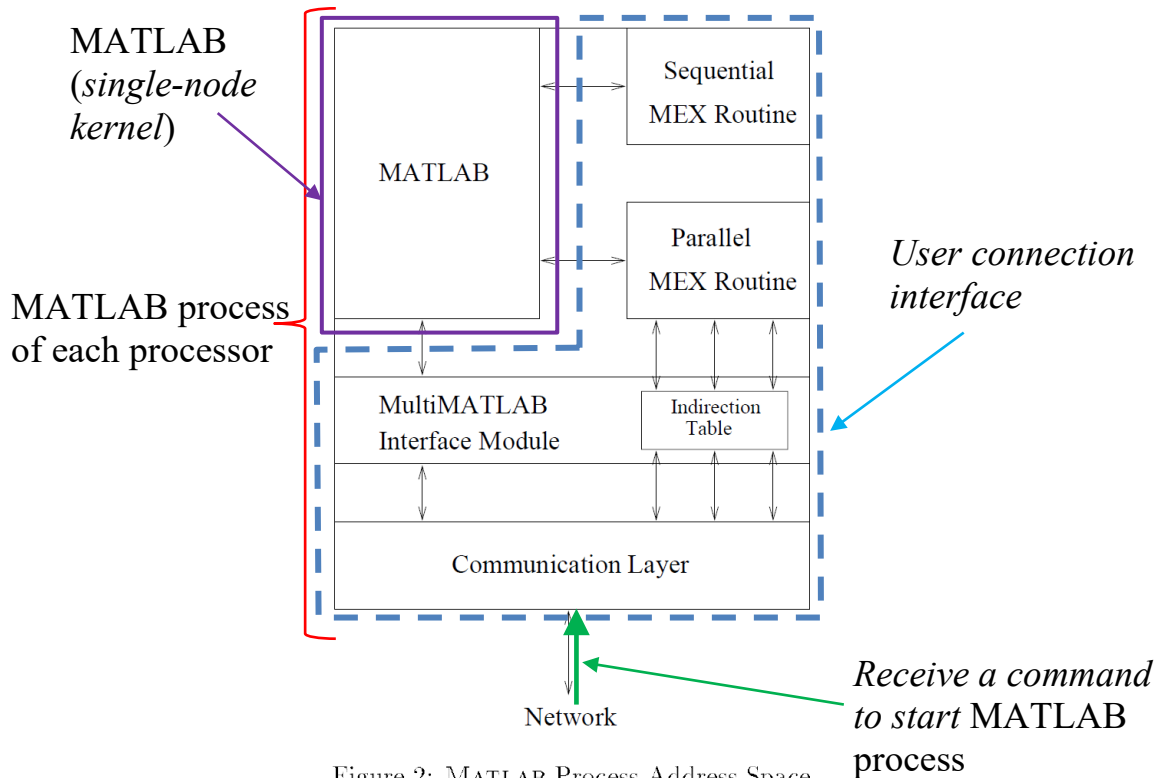 MATLAB
(single-node
kernel)
MATLAB
Sequential
MEX Routine
Parallel
MEX Routine
User connection
interface
MATLAB process
of each processor
MultiMATLAB
Interface Module
Indirection
Table
Communication Layer
Network
Receive a command
to start MATLAB
process
Figure 2: MATLAB Process Address Space